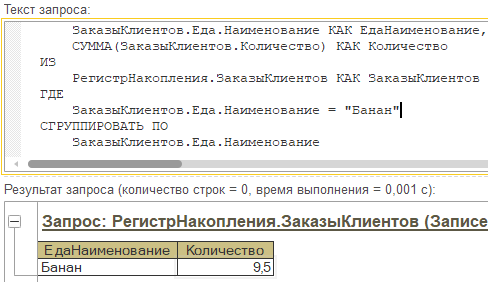 Текст запроса:
ЗаказыКлиентов.Еда.Наименование КАК ЕдаНаименование,
СУММА(ЗаказыКлиентов.Количество) КАК Количество
ИЗ
РегистрНакопления.ЗаказыКлиентов КАК ЗаказыКлиентов
ГДЕ
ЗаказыКлиентов.Еда.Наименование = "Банан"
СГРУППИРОВАТЬ ПО
ЗаказыКлиентов.Еда.Наименование
Результат запроса (количество строк = 0, время выполнения = 0,001 с):
Запрос: РегистрНакопления.ЗаказыКлиентов (Записе
ЕдаНаименование Количество
Банан 9,5